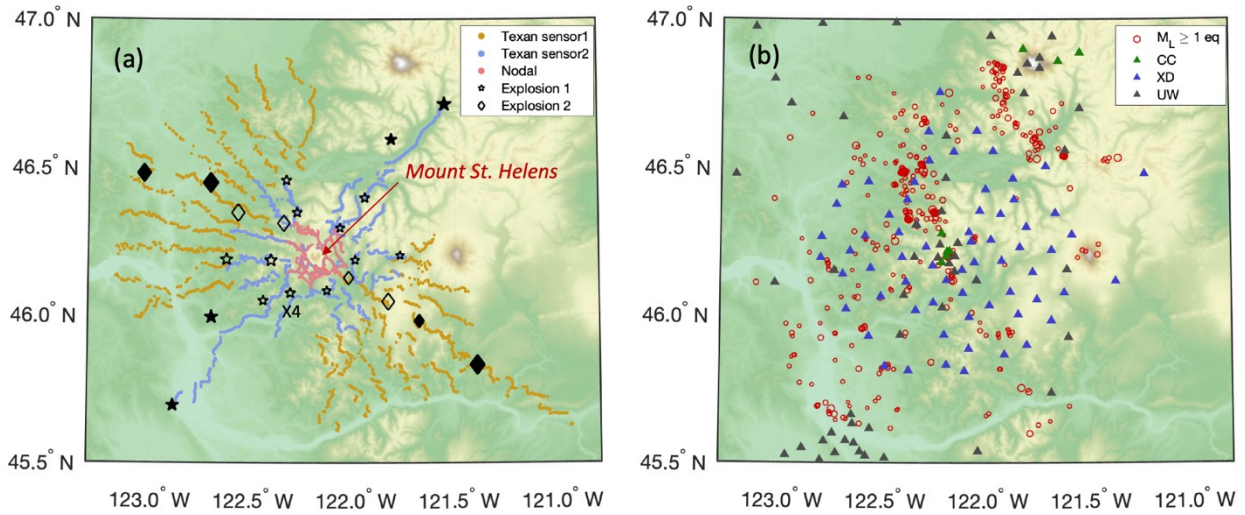 47.0° N
46.5° N
46.0° N
45.5° N
123.0° W 122.5° W 122.0° W 121.5° W 121.0° W
(a)
Texan sensor1
Texan sensor2
Nodal
Explosion 1
Explosion 2
Mount St. Helens
X4
47.0° N
46.5° N
46.0° N
45.5° N
123.0° W 122.5° W 122.0° W 121.5° W 121.0° W
(b)
M_L ≥ 1 eq
CC
XD
UW